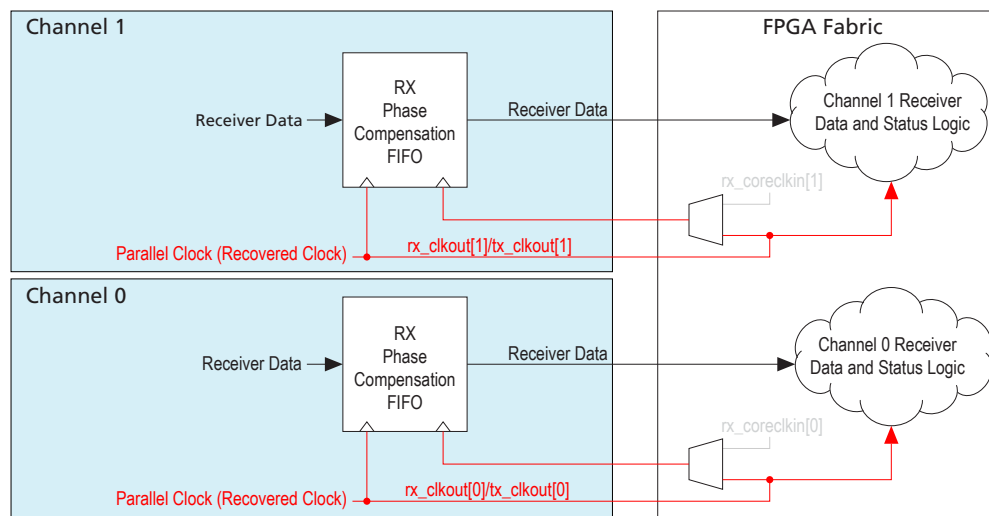 Channel 1
FPGA Fabric
RX
Phase
Compensation
FIFO
Receiver Data
Receiver Data
Channel 1 Receiver
Data and Status Logic
rx_coreclkin[1]
Parallel Clock (Recovered Clock)
rx_clkout[1]/tx_clkout[1]
Channel 0
RX
Phase
Compensation
FIFO
Receiver Data
Receiver Data
Channel 0 Receiver
Data and Status Logic
rx_coreclkin[0]
Parallel Clock (Recovered Clock)
rx_clkout[0]/tx_clkout[0]